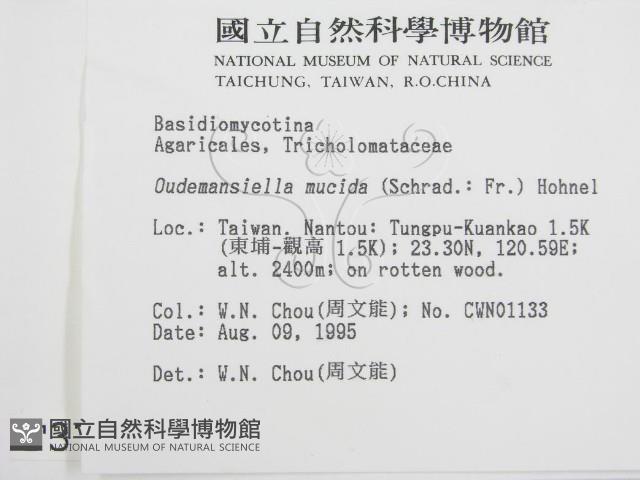 國立自然科學博物館
NATIONAL MUSEUM OF NATURAL SCIENCE
TAICHUNG, TAIWAN, R.O.CHINA
Basidiomycotina
Agaricales, Tricholomataceae
Oudemansiella mucida (Schrad.: Fr.) Hohnel
Loc.: Taiwan. Nantou: Tungpu-Kuankao 1.5K
(東埔-觀高 1.5K); 23.30N, 120.59E;
alt. 2400m; on rotten wood.
Col.: W.N. Chou(周文能); No. CWN01133
Date: Aug. 09, 1995
Det.: W.N. Chou(周文能)
國立自然科學博物館
NATIONAL MUSEUM OF NATURAL SCIENCE